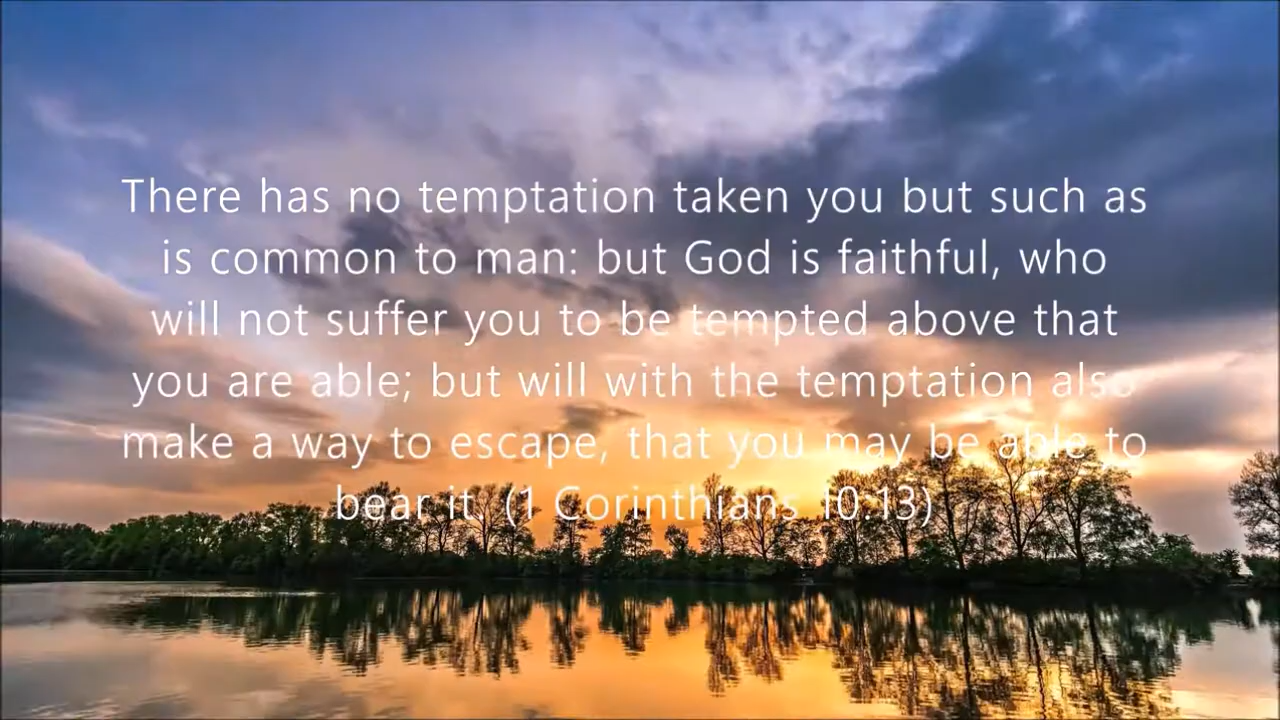 There has no temptation taken you but such as
is common to man: but God is faithful, who
will not suffer you to be tempted above that
you are able; but will with the temptation also
make a way to escape, that you may be able to
bear it. (1 Corinthians 10:13)